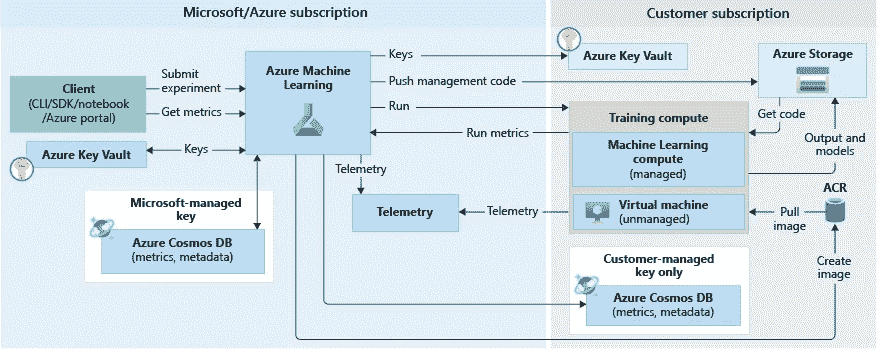 Microsoft/Azure subscription
Customer subscription
Client
(CLI/SDK/notebook
/Azure portal)
Submit
experiment
Get metrics
Azure Machine
Learning
Keys
Push management code
Run
Run metrics
Azure Key Vault
Azure Storage
Get code
Output and
models
Training compute
Machine Learning
compute
(managed)
Virtual machine
(unmanaged)
ACR
Pull
image
Create
image
Azure Key Vault
Keys
Telemetry
Telemetry
Telemetry
Microsoft-managed
key
Azure Cosmos DB
(metrics, metadata)
Customer-managed
key only
Azure Cosmos DB
(metrics, metadata)